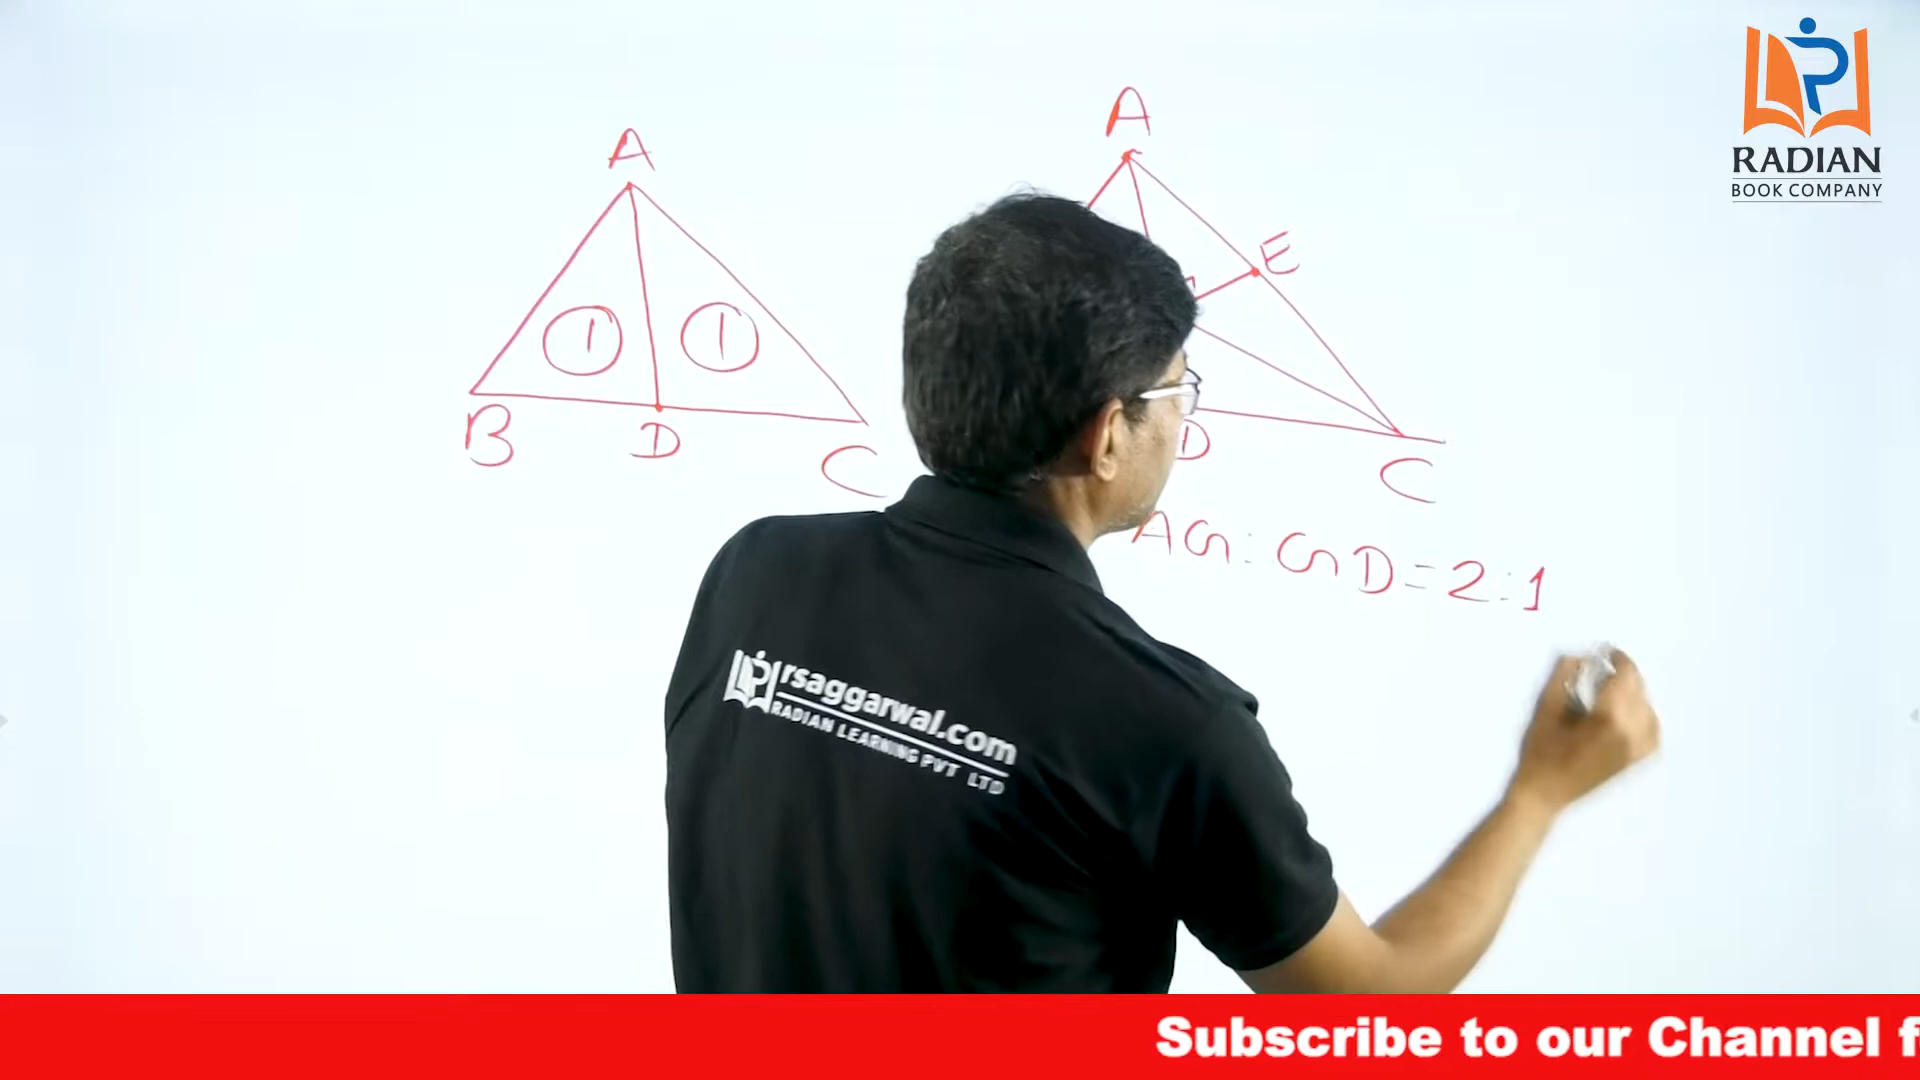 A
B
D
C
1
1
A
E
D
C
AG:GD=2:1
RADIAN
BOOK COMPANY
rsaggarwal.com
RADIAN LEARNING PVT LTD
Subscribe to our Channel f